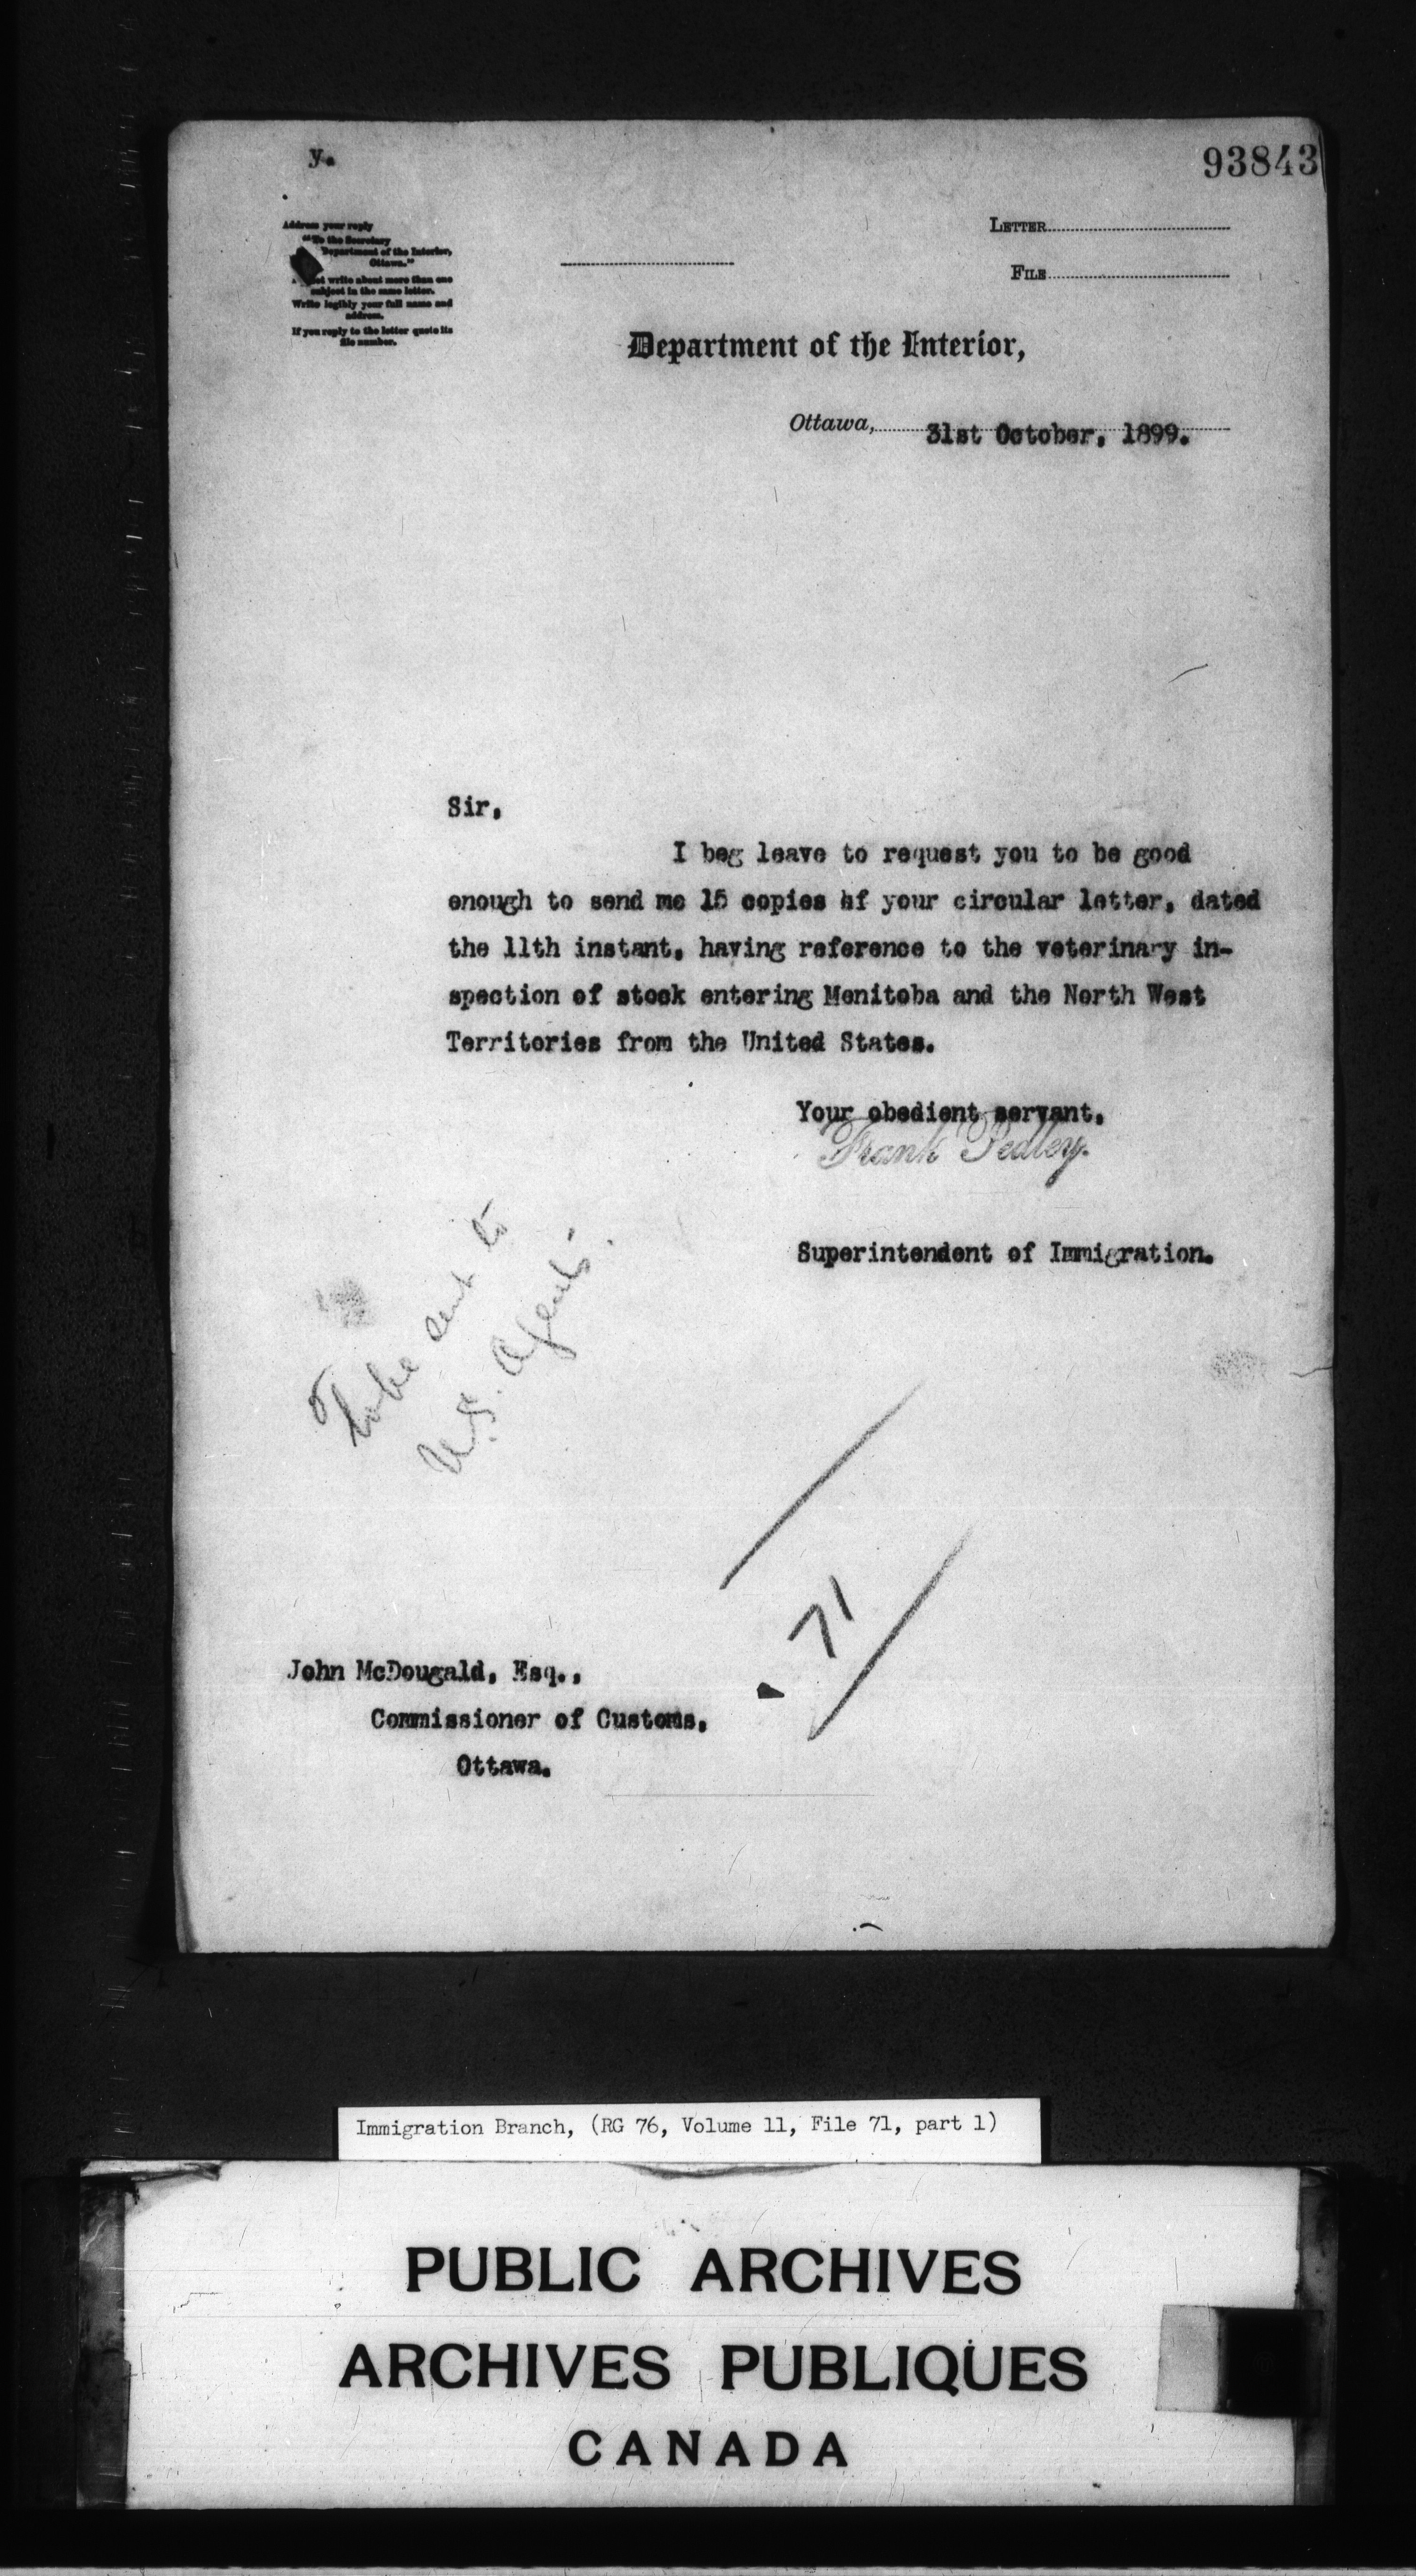 y.
93843
Address your reply
"To the Secretary
Department of the Interior,
Ottawa."
not write about more than one
subject in the same letter.
Write legibly your full name and
address.
If you reply to the letter quote its
file number.
LETTER
FILE
Department of the Interior,
Ottawa, 31st October, 1899.
Sir,
I beg leave to request you to be good
enough to send me 15 copies of your circular letter, dated
the 11th instant, having reference to the veterinary in-
spection of stock entering Manitoba and the North West
Territories from the United States.
Your obedient servant,
Frank Pedley.
Superintendent of Immigration.
To be sent to
U.S. Agents.
71
John McDougald, Esq.,
Commissioner of Customs,
Ottawa.
Immigration Branch, (RG 76, Volume 11, File 71, part 1)
PUBLIC ARCHIVES
ARCHIVES PUBLIQUES
CANADA